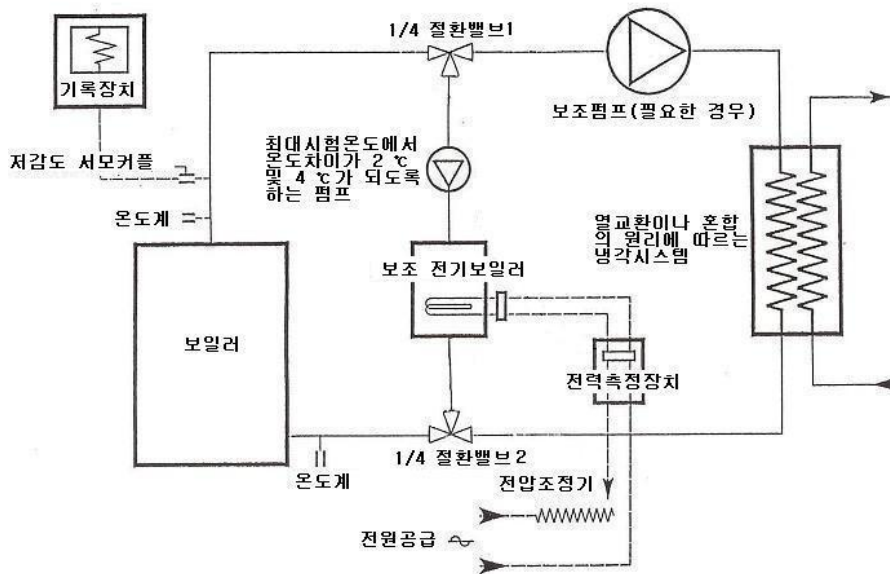 1/4 절환밸브1
기록장치
보조펌프(필요한 경우)
최대시험온도에서
온도차이가 2 ℃
및 4 ℃가 되도록
하는 펌프
저감도 서모커플
온도계
열교환이나 혼합
의 원리에 따르는
냉각시스템
보조 전기보일러
보일러
전력측정장치
1/4 절환밸브2
온도계
전압조정기
전원공급